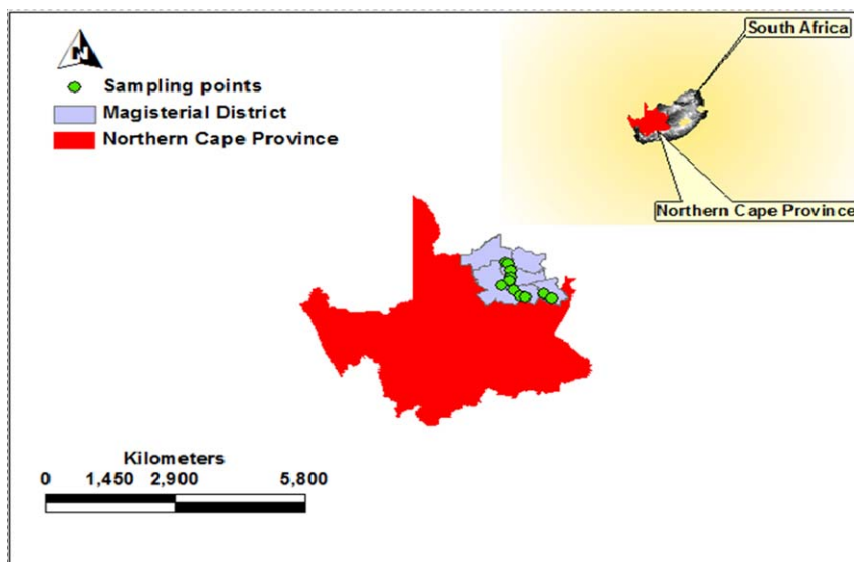 N
Sampling points
Magisterial District
Northern Cape Province
South Africa
Northern Cape Province
Kilometers
0 1,450 2,900 5,800